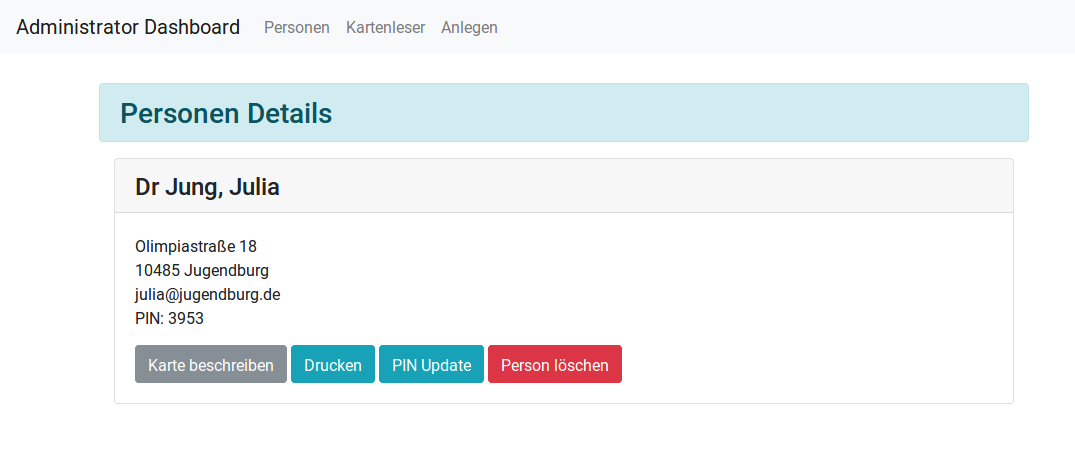 Administrator Dashboard Personen Kartenleser Anlegen
Personen Details
Dr Jung, Julia
Olimpiastraße 18
10485 Jugendburg
julia@jugendburg.de
PIN: 3953
Karte beschreiben Drucken PIN Update Person löschen